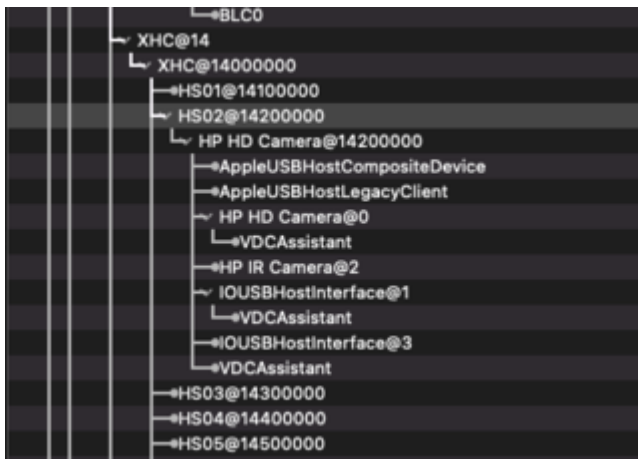 BLC0
XHC@14
XHC@14000000
HS01@14100000
HS02@14200000
HP HD Camera@14200000
AppleUSBHostCompositeDevice
AppleUSBHostLegacyClient
HP HD Camera@0
VDCAssistant
HP IR Camera@2
IOUSBHostInterface@1
VDCAssistant
IOUSBHostInterface@3
VDCAssistant
HS03@14300000
HS04@14400000
HS05@14500000